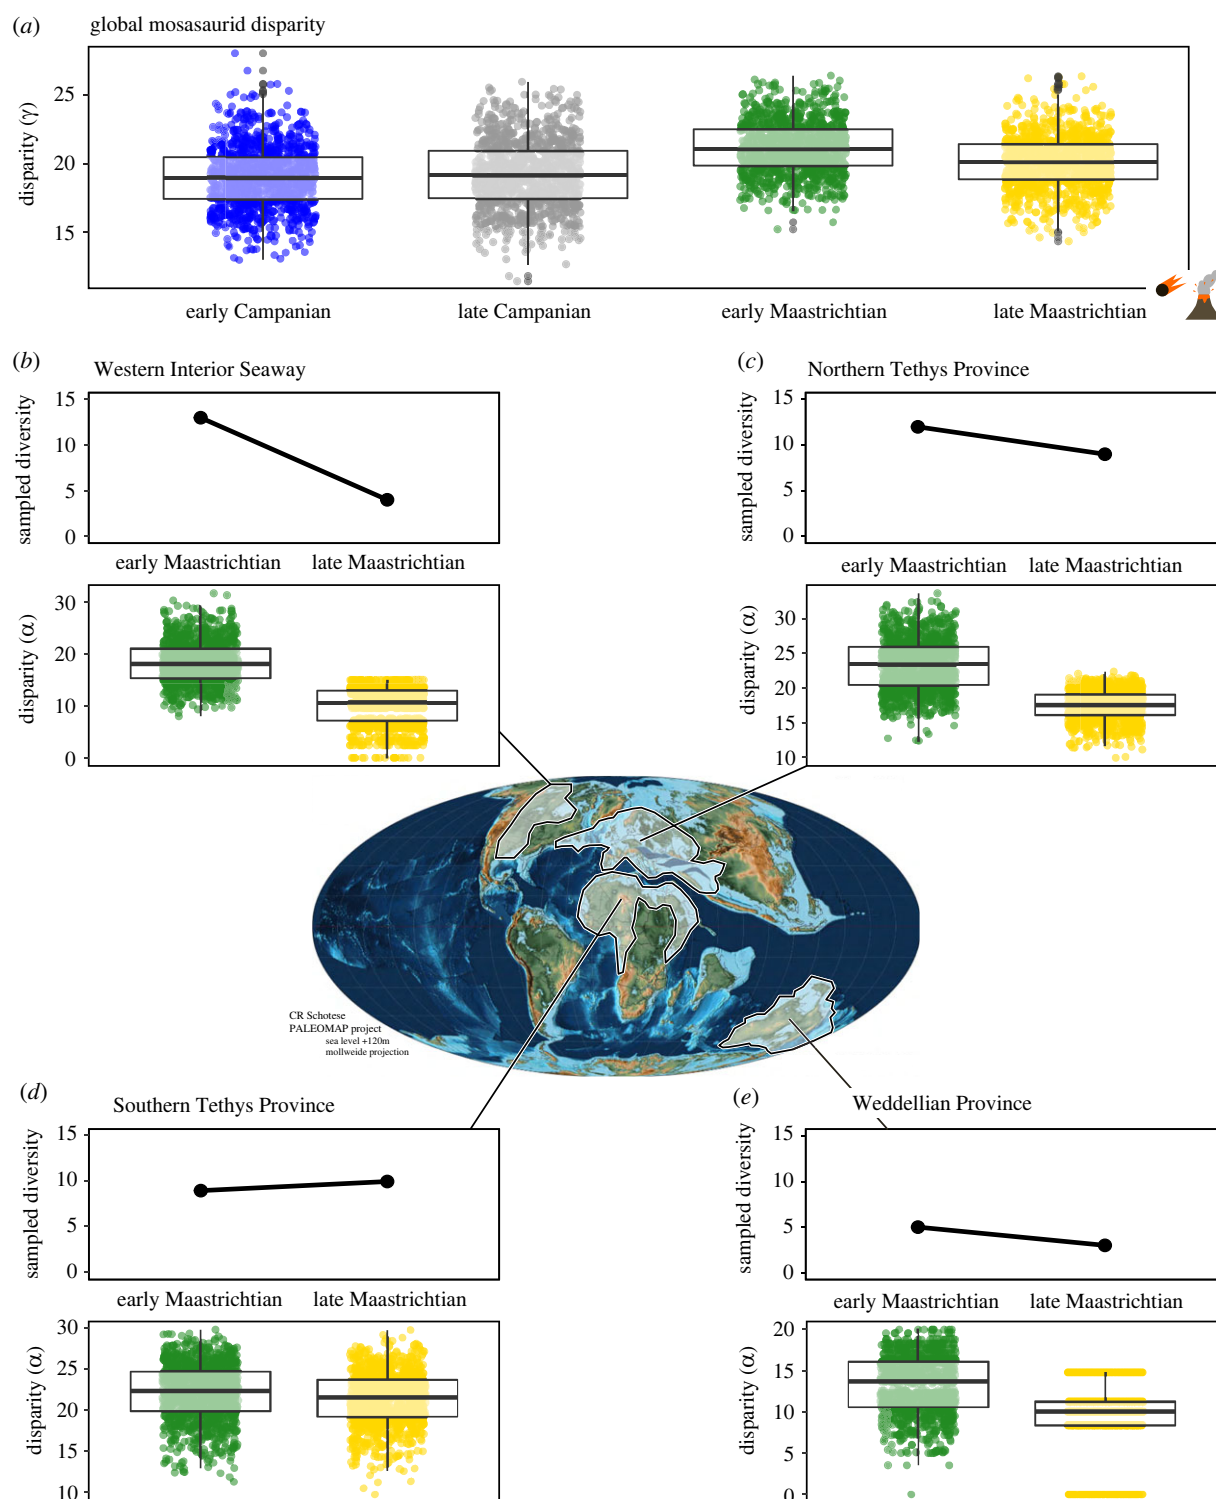 (a) global mosasaurid disparity
disparity (γ)
25
20
15
early Campanian late Campanian early Maastrichtian late Maastrichtian
(b) Western Interior Seaway
sampled diversity
15
10
5
0
early Maastrichtian late Maastrichtian
disparity (α)
30
20
10
0
(c) Northern Tethys Province
sampled diversity
15
10
5
0
early Maastrichtian late Maastrichtian
disparity (α)
30
25
20
15
10
CR Schotese
PALEOMAP project
sea level +120m
mollweide projection
(d) Southern Tethys Province
sampled diversity
15
10
5
0
early Maastrichtian late Maastrichtian
disparity (α)
30
25
20
15
10
(e) Weddellian Province
sampled diversity
15
10
5
0
early Maastrichtian late Maastrichtian
disparity (α)
20
15
10
5
0